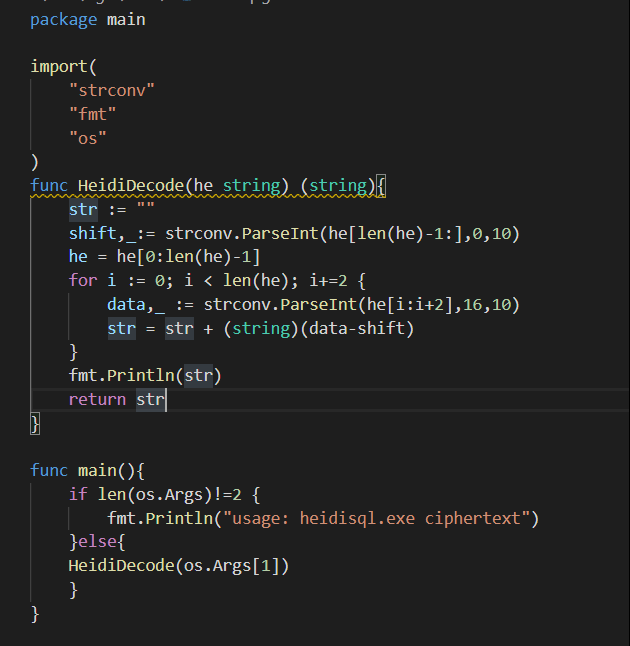 package main
import(
"strconv"
"fmt"
"os"
)
func HeidiDecode(he string) (string){
str := ""
shift,_:= strconv.ParseInt(he[len(he)-1:],0,10)
he = he[0:len(he)-1]
for i := 0; i < len(he); i+=2 {
data,_ := strconv.ParseInt(he[i:i+2],16,10)
str = str + (string)(data-shift)
}
fmt.Println(str)
return str
}
func main(){
if len(os.Args)!=2 {
fmt.Println("usage: heidisql.exe ciphertext")
}else{
HeidiDecode(os.Args[1])
}
}